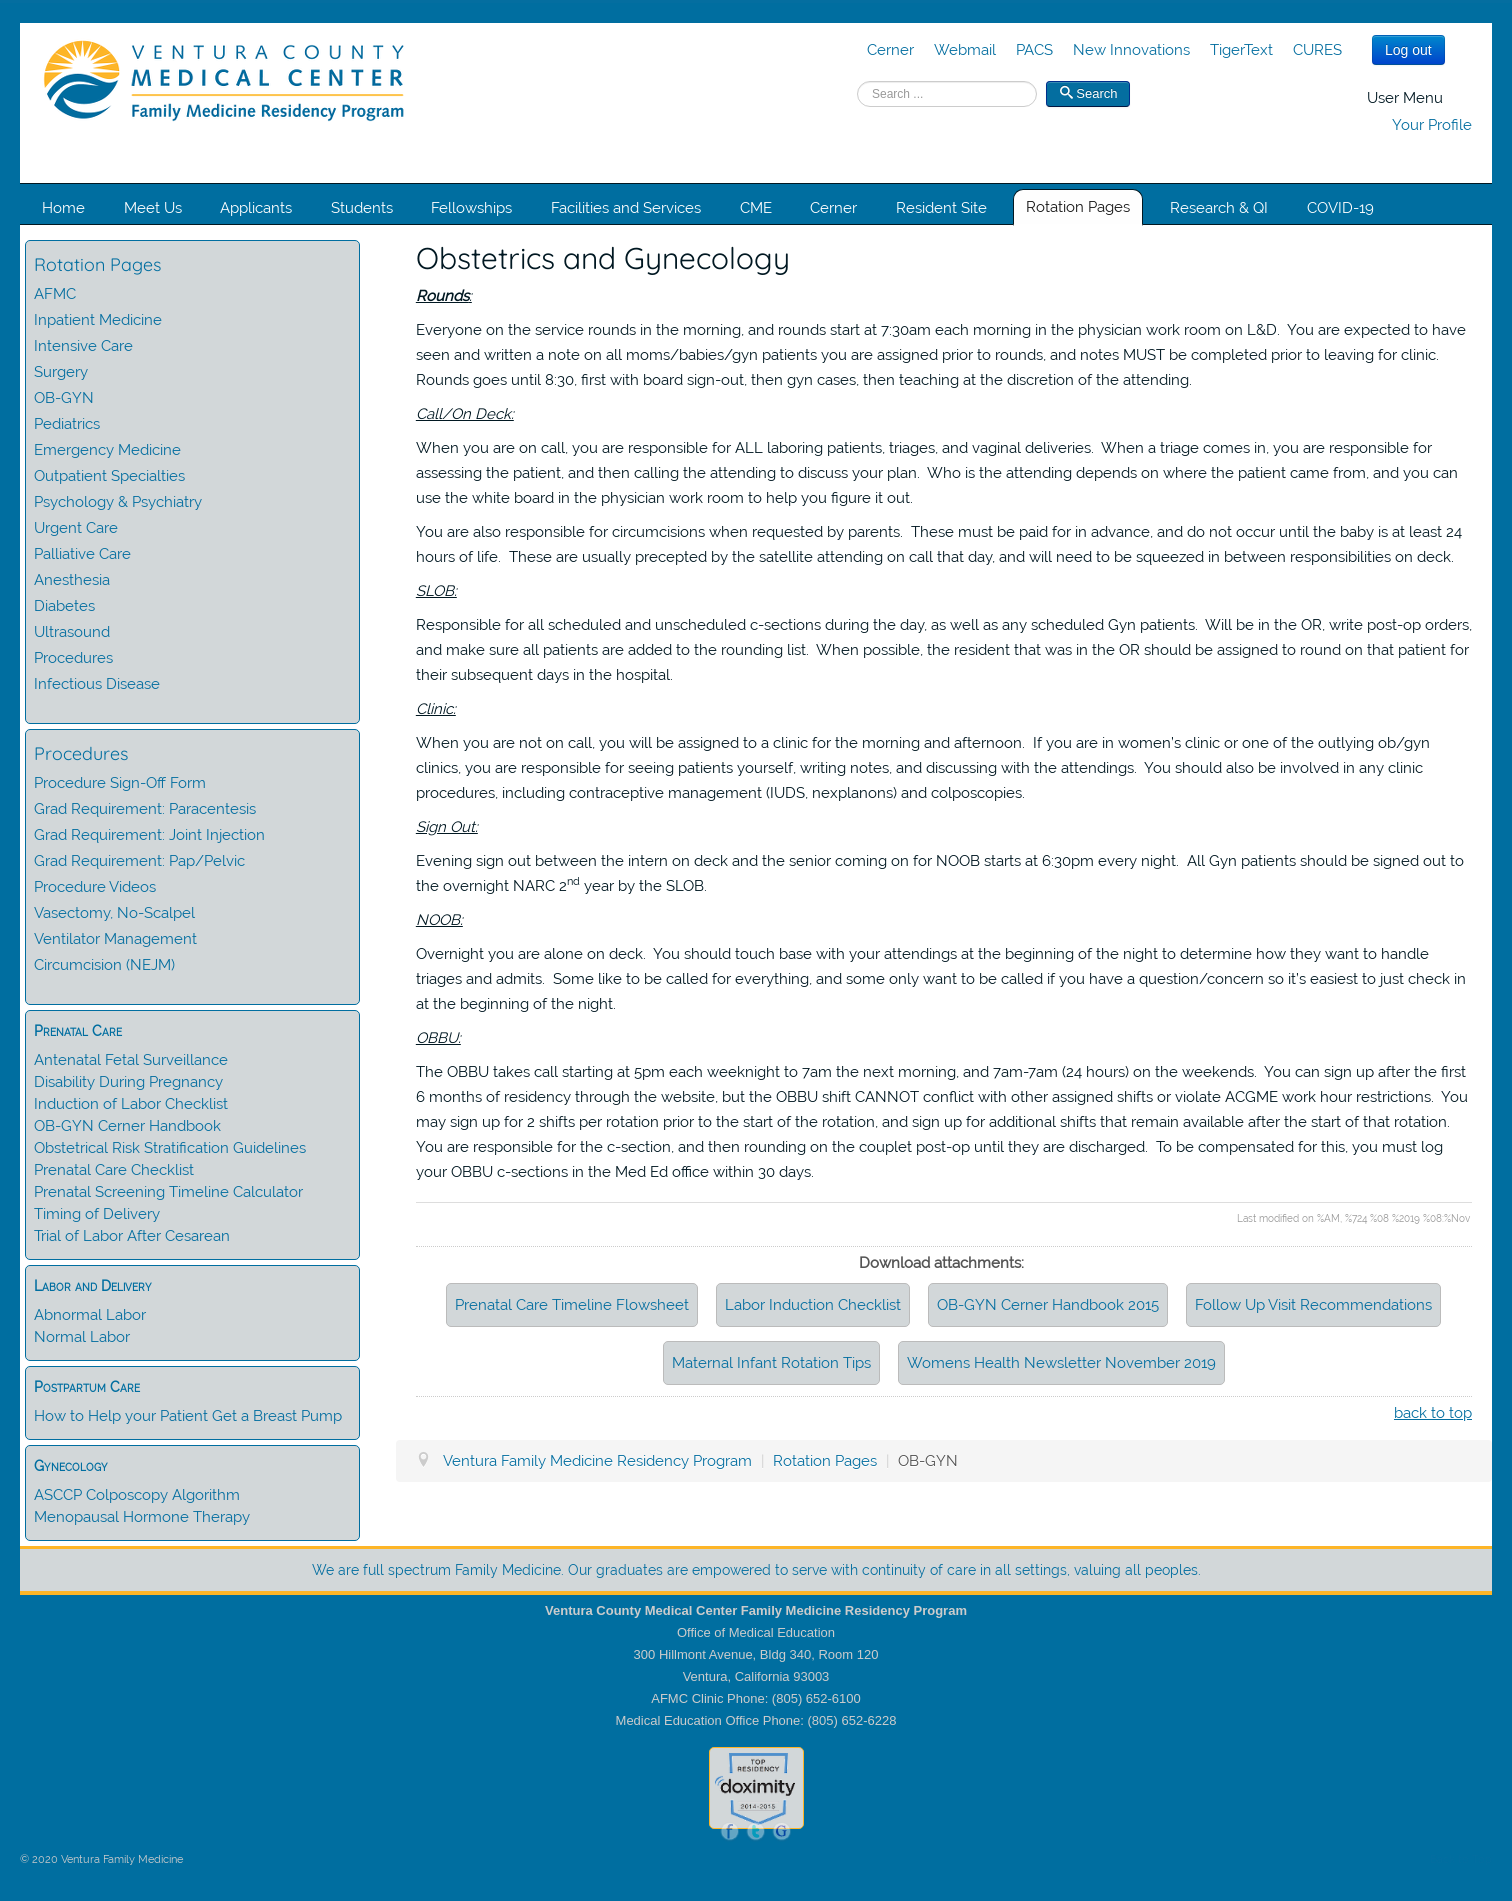 VENTURA COUNTY
MEDICAL CENTER
Family Medicine Residency Program
Cerner Webmail PACS New Innovations TigerText CURES Log out
Search ... Search
User Menu
Your Profile
Home Meet Us Applicants Students Fellowships Facilities and Services CME Cerner Resident Site Rotation Pages Research & QI COVID-19
Rotation Pages
AFMC
Inpatient Medicine
Intensive Care
Surgery
OB-GYN
Pediatrics
Emergency Medicine
Outpatient Specialties
Psychology & Psychiatry
Urgent Care
Palliative Care
Anesthesia
Diabetes
Ultrasound
Procedures
Infectious Disease
Procedures
Procedure Sign-Off Form
Grad Requirement: Paracentesis
Grad Requirement: Joint Injection
Grad Requirement: Pap/Pelvic
Procedure Videos
Vasectomy, No-Scalpel
Ventilator Management
Circumcision (NEJM)
Prenatal Care
Antenatal Fetal Surveillance
Disability During Pregnancy
Induction of Labor Checklist
OB-GYN Cerner Handbook
Obstetrical Risk Stratification Guidelines
Prenatal Care Checklist
Prenatal Screening Timeline Calculator
Timing of Delivery
Trial of Labor After Cesarean
Labor and Delivery
Abnormal Labor
Normal Labor
Postpartum Care
How to Help your Patient Get a Breast Pump
Gynecology
ASCCP Colposcopy Algorithm
Menopausal Hormone Therapy
Obstetrics and Gynecology
Rounds:
Everyone on the service rounds in the morning, and rounds start at 7:30am each morning in the physician work room on L&D. You are expected to have
seen and written a note on all moms/babies/gyn patients you are assigned prior to rounds, and notes MUST be completed prior to leaving for clinic.
Rounds goes until 8:30, first with board sign-out, then gyn cases, then teaching at the discretion of the attending.
Call/On Deck:
When you are on call, you are responsible for ALL laboring patients, triages, and vaginal deliveries. When a triage comes in, you are responsible for
assessing the patient, and then calling the attending to discuss your plan. Who is the attending depends on where the patient came from, and you can
use the white board in the physician work room to help you figure it out.
You are also responsible for circumcisions when requested by parents. These must be paid for in advance, and do not occur until the baby is at least 24
hours of life. These are usually precepted by the satellite attending on call that day, and will need to be squeezed in between responsibilities on deck.
SLOB:
Responsible for all scheduled and unscheduled c-sections during the day, as well as any scheduled Gyn patients. Will be in the OR, write post-op orders,
and make sure all patients are added to the rounding list. When possible, the resident that was in the OR should be assigned to round on that patient for
their subsequent days in the hospital.
Clinic:
When you are not on call, you will be assigned to a clinic for the morning and afternoon. If you are in women's clinic or one of the outlying ob/gyn
clinics, you are responsible for seeing patients yourself, writing notes, and discussing with the attendings. You should also be involved in any clinic
procedures, including contraceptive management (IUDS, nexplanons) and colposcopies.
Sign Out:
Evening sign out between the intern on deck and the senior coming on for NOOB starts at 6:30pm every night. All Gyn patients should be signed out to
the overnight NARC 2nd year by the SLOB.
NOOB:
Overnight you are alone on deck. You should touch base with your attendings at the beginning of the night to determine how they want to handle
triages and admits. Some like to be called for everything, and some only want to be called if you have a question/concern so it's easiest to just check in
at the beginning of the night.
OBBU:
The OBBU takes call starting at 5pm each weeknight to 7am the next morning, and 7am-7am (24 hours) on the weekends. You can sign up after the first
6 months of residency through the website, but the OBBU shift CANNOT conflict with other assigned shifts or violate ACGME work hour restrictions. You
may sign up for 2 shifts per rotation prior to the start of the rotation, and sign up for additional shifts that remain available after the start of that rotation.
You are responsible for the c-section, and then rounding on the couplet post-op until they are discharged. To be compensated for this, you must log
your OBBU c-sections in the Med Ed office within 30 days.
Last modified on %AM, %724 %08 %2019 %08:%Nov
Download attachments:
Prenatal Care Timeline Flowsheet Labor Induction Checklist OB-GYN Cerner Handbook 2015 Follow Up Visit Recommendations
Maternal Infant Rotation Tips Womens Health Newsletter November 2019
back to top
Ventura Family Medicine Residency Program | Rotation Pages | OB-GYN
We are full spectrum Family Medicine. Our graduates are empowered to serve with continuity of care in all settings, valuing all peoples.
Ventura County Medical Center Family Medicine Residency Program
Office of Medical Education
300 Hillmont Avenue, Bldg 340, Room 120
Ventura, California 93003
AFMC Clinic Phone: (805) 652-6100
Medical Education Office Phone: (805) 652-6228
TOP
RESIDENCY
doximity
2014-2015
f t G
© 2020 Ventura Family Medicine